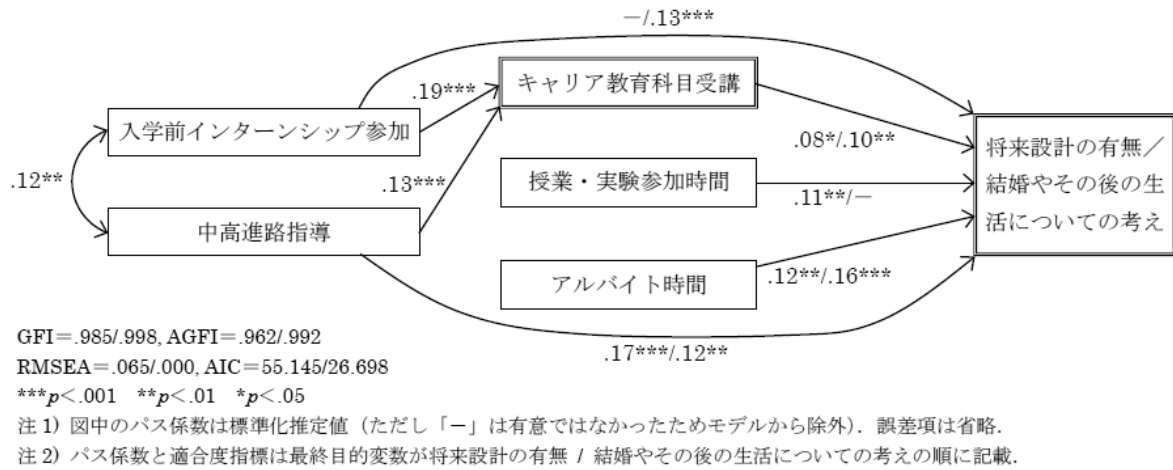 －/.13***
キャリア教育科目受講
.19***
入学前インターンシップ参加
.08*/.10**
将来設計の有無／
結婚やその後の生
活についての考え
.12**
.13***
授業・実験参加時間
.11**/－
中高進路指導
アルバイト時間
.12**/.16***
.17***/.12**
GFI＝.985/.998, AGFI＝.962/.992
RMSEA＝.065/.000, AIC＝55.145/26.698
***p<.001 **p<.01 *p<.05
注 1) 図中のパス係数は標準化推定値（ただし「－」は有意ではなかったためモデルから除外）．誤差項は省略．
注 2) パス係数と適合度指標は最終目的変数が将来設計の有無 / 結婚やその後の生活についての考えの順に記載．